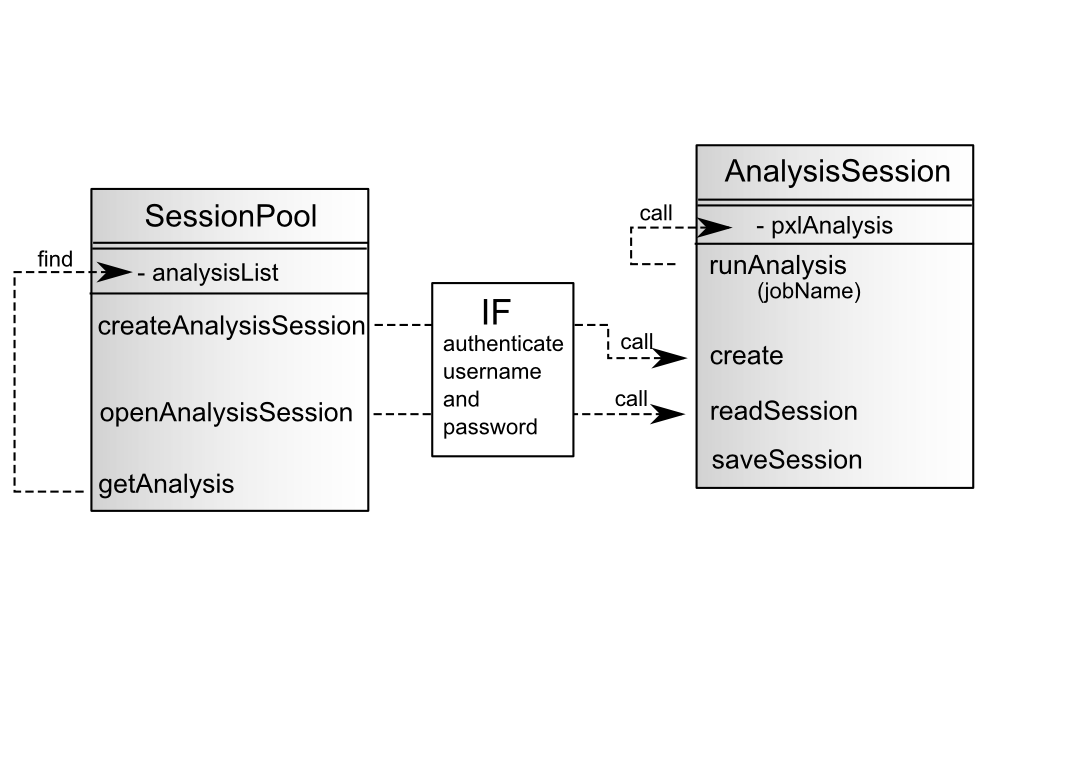 AnalysisSession
SessionPool
call
- pxlAnalysis
find
- analysisList
runAnalysis
(jobName)
createAnalysisSession
IF
authenticate
username
and
password
call
create
openAnalysisSession
call
readSession
saveSession
getAnalysis